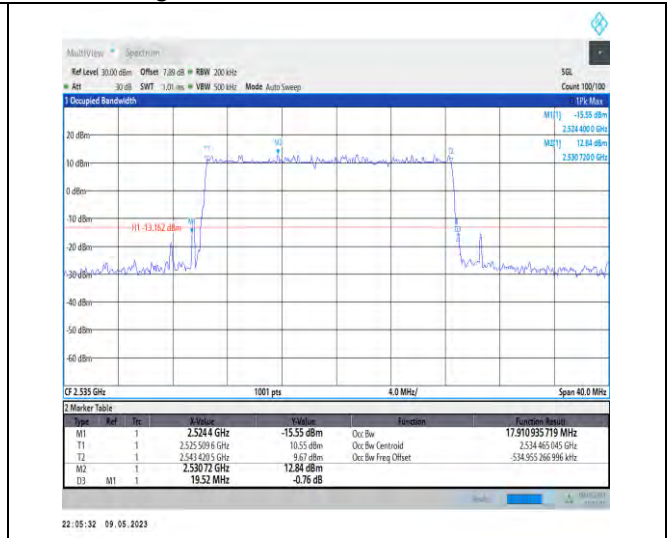 MultiView Spectrum
Ref Level 30.00 dBm Offset 7.89 dB RBW 200 kHz SGL
Att 30 dB SWT 1.01 ms VBW 500 kHz Mode Auto Sweep Count 100/100
1 Occupied Bandwidth 1Pk Max
M1[1] -15.55 dBm
2.524 400 0 GHz
20 dBm M2[1] 12.84 dBm
2.530 720 0 GHz
T1 M2 T2
10 dBm
0 dBm
-10 dBm
M1
H1 -13.162 dBm
D3
-20 dBm
-30 dBm
-40 dBm
-50 dBm
-60 dBm
CF 2.535 GHz 1001 pts 4.0 MHz/ Span 40.0 MHz
2 Marker Table
Type Ref Trc X-Value Y-Value Function Function Result
M1 1 2.5244 GHz -15.55 dBm Occ Bw 17.910 935 719 MHz
T1 1 2.525 509 6 GHz 10.55 dBm Occ Bw Centroid 2.534 465 045 GHz
T2 1 2.543 420 5 GHz 9.67 dBm Occ Bw Freq Offset -534.955 266 996 kHz
M2 1 2.53072 GHz 12.84 dBm
D3 M1 1 19.52 MHz -0.76 dB
22:05:32 09.05.2023